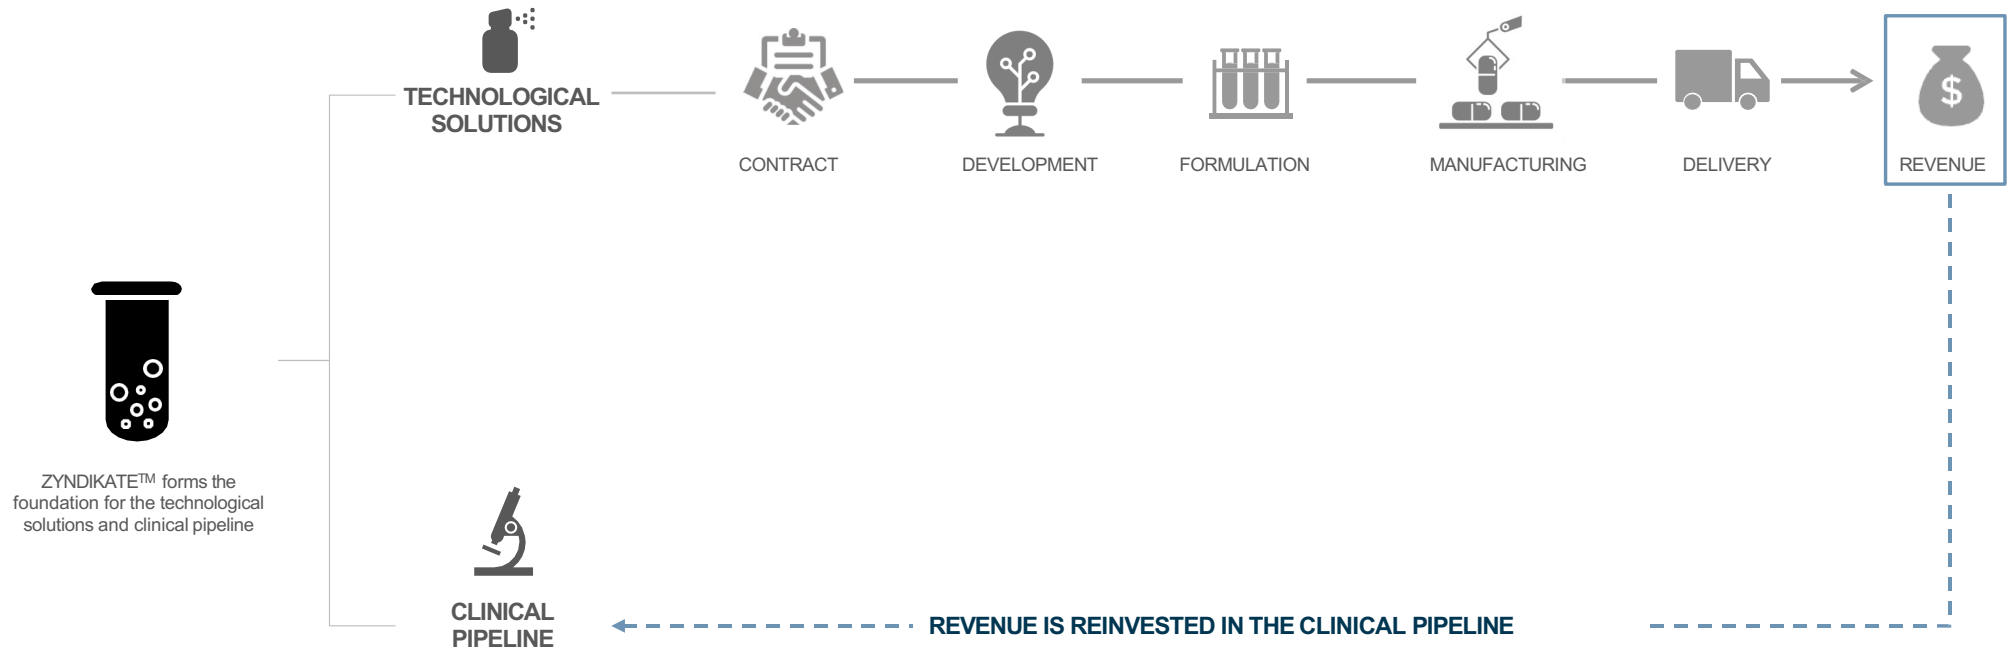 TECHNOLOGICAL
SOLUTIONS
$
CONTRACT
DEVELOPMENT
FORMULATION
MANUFACTURING
DELIVERY
REVENUE
ZYNDIKATE™ forms the
foundation for the technological
solutions and clinical pipeline
CLINICAL
PIPELINE
REVENUE IS REINVESTED IN THE CLINICAL PIPELINE